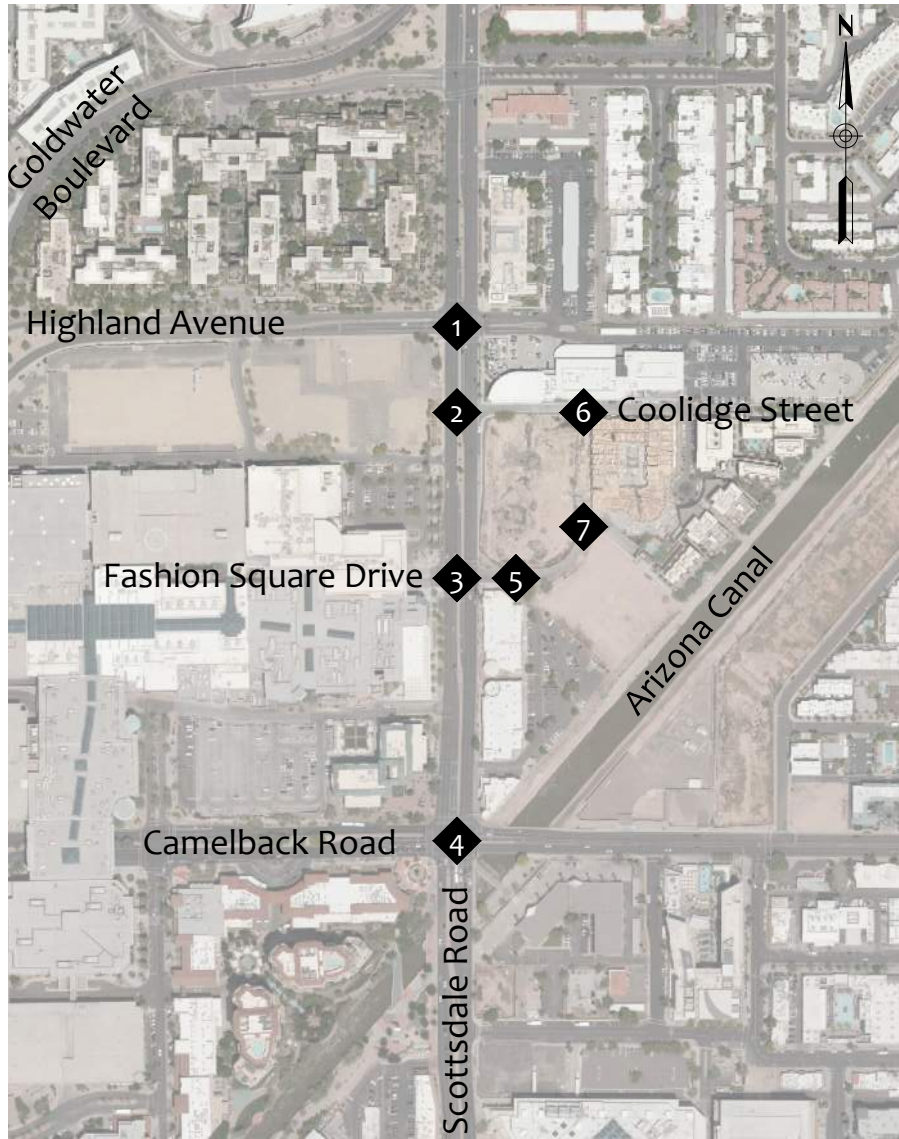 N
Goldwater
Boulevard
Highland Avenue
1
2
6
Coolidge Street
7
Fashion Square Drive
3
5
Arizona Canal
Camelback Road
4
Scottsdale Road